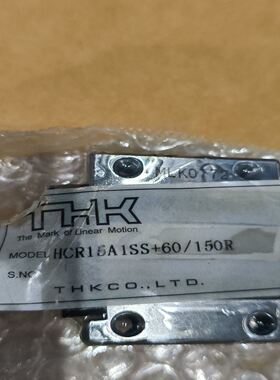 THK
The Mark of Linear Motion
MODEL HCR15A1SS+60/150R
S.NO
THK CO., LTD.